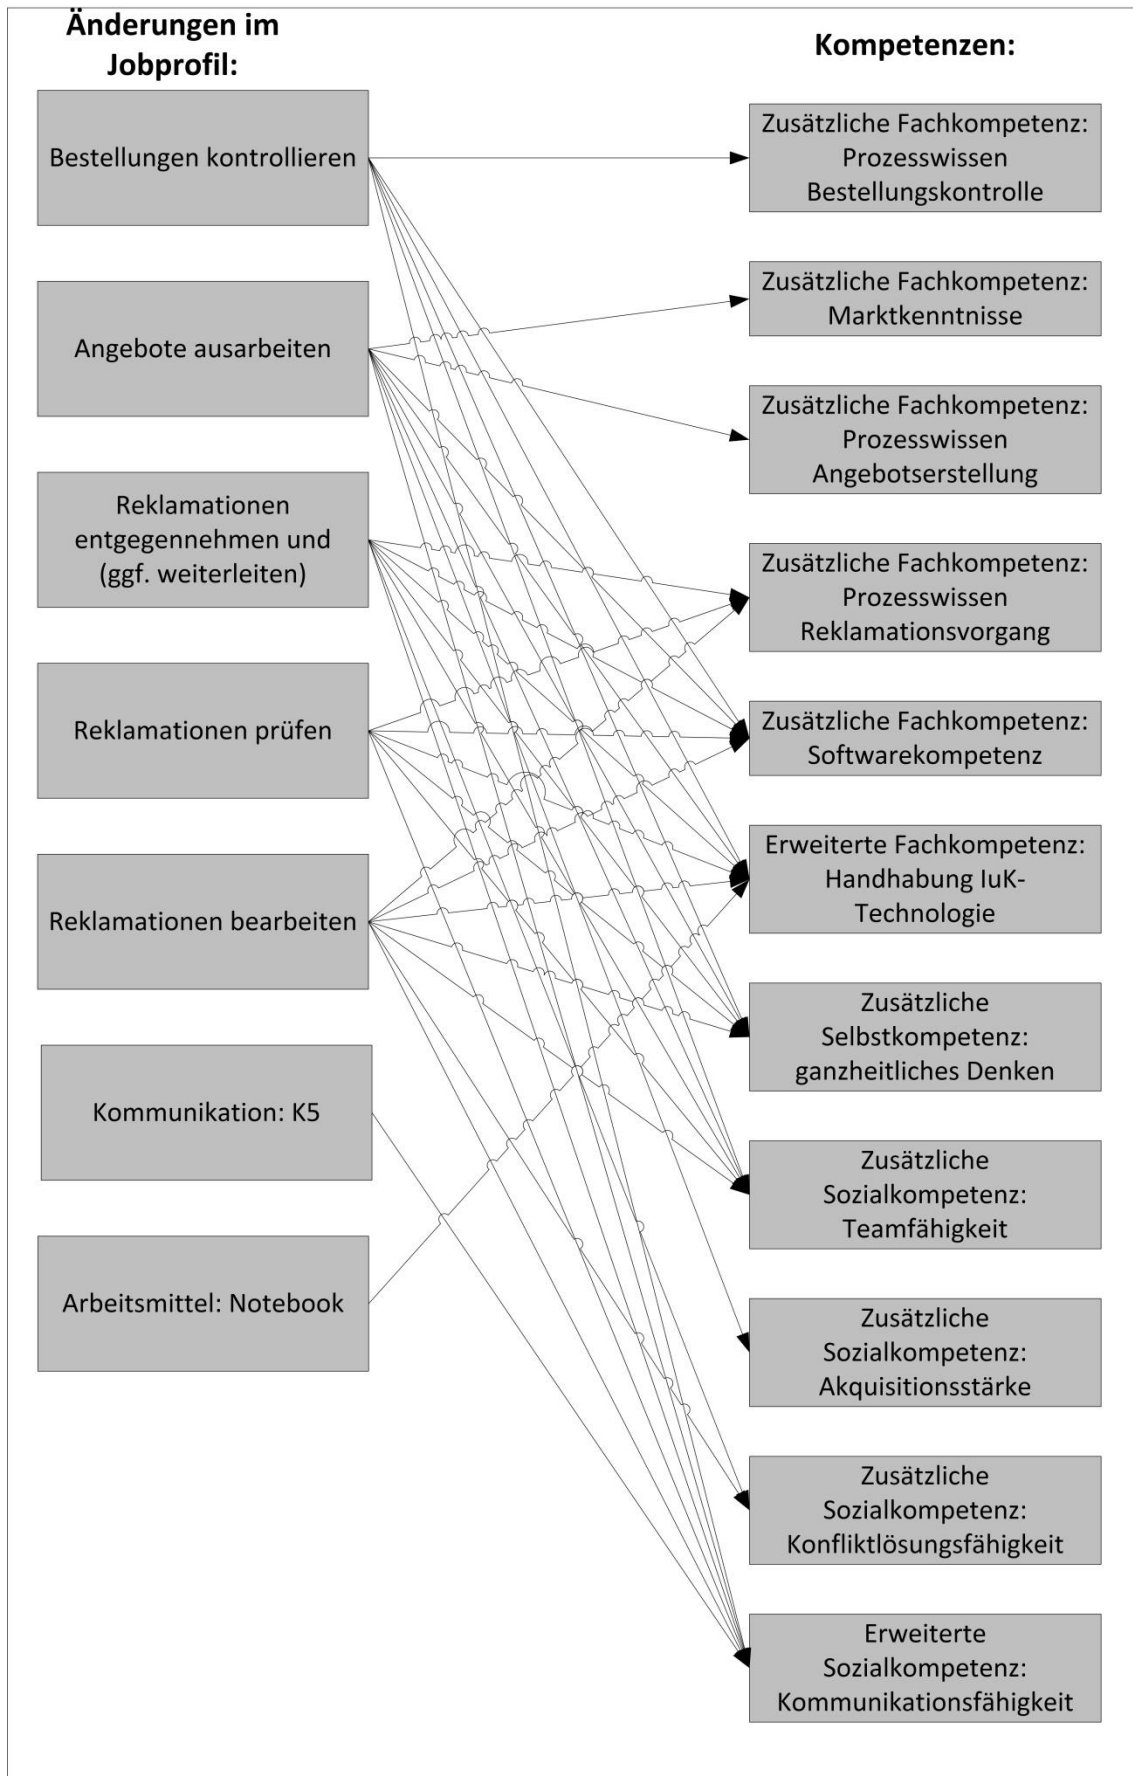 Änderungen im
Jobprofil:
Bestellungen kontrollieren
Angebote ausarbeiten
Reklamationen
entgegennehmen und
(ggf. weiterleiten)
Reklamationen prüfen
Reklamationen bearbeiten
Kommunikation: K5
Arbeitsmittel: Notebook
Kompetenzen:
Zusätzliche Fachkompetenz:
Prozesswissen
Bestellungskontrolle
Zusätzliche Fachkompetenz:
Marktkenntnisse
Zusätzliche Fachkompetenz:
Prozesswissen
Angebotserstellung
Zusätzliche Fachkompetenz:
Prozesswissen
Reklamationsvorgang
Zusätzliche Fachkompetenz:
Softwarekompetenz
Erweiterte Fachkompetenz:
Handhabung IuK-
Technologie
Zusätzliche
Selbstkompetenz:
ganzheitliches Denken
Zusätzliche
Sozialkompetenz:
Teamfähigkeit
Zusätzliche
Sozialkompetenz:
Akquisitionsstärke
Zusätzliche
Sozialkompetenz:
Konfliktlösungsfähigkeit
Erweiterte
Sozialkompetenz:
Kommunikationsfähigkeit